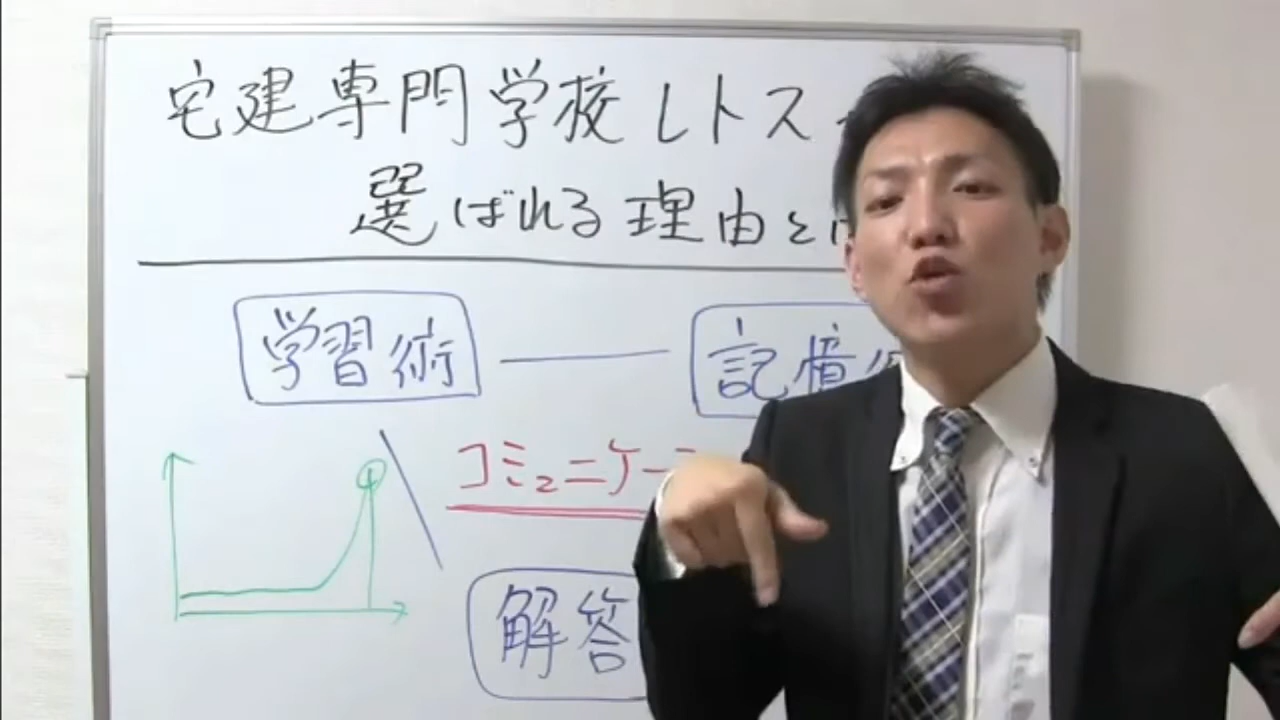 宅建専門学校レトス
選ばれる理由と
学習術
記憶
コミュニケーシ
解答